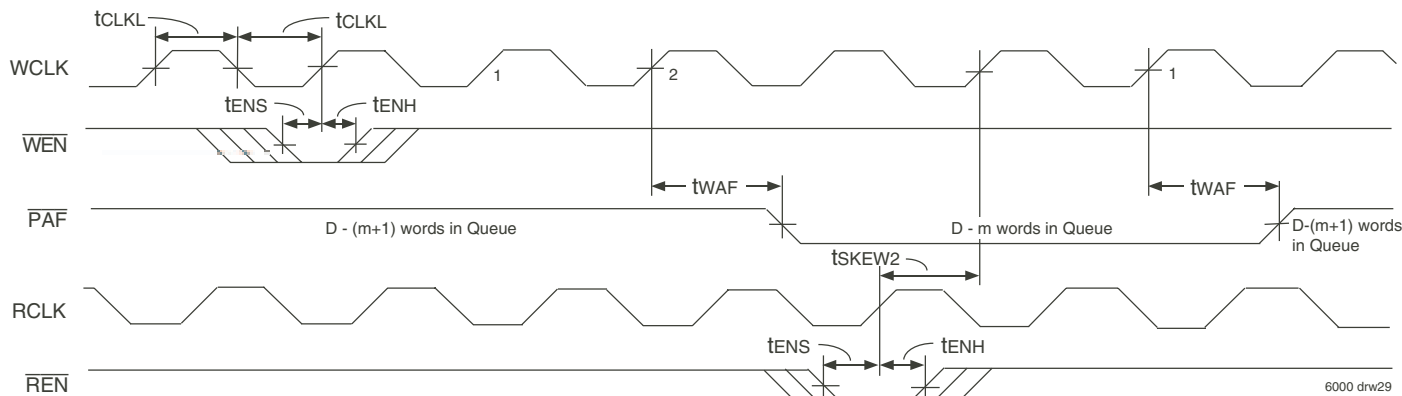 tCLKL tCLKL
WCLK 1 2 1
tENS tENH
WEN
tWAF tWAF
PAF
D - (m+1) words in Queue D - m words in Queue D-(m+1) words
in Queue
tSKEW2
RCLK
tENS tENH
REN
6000 drw29